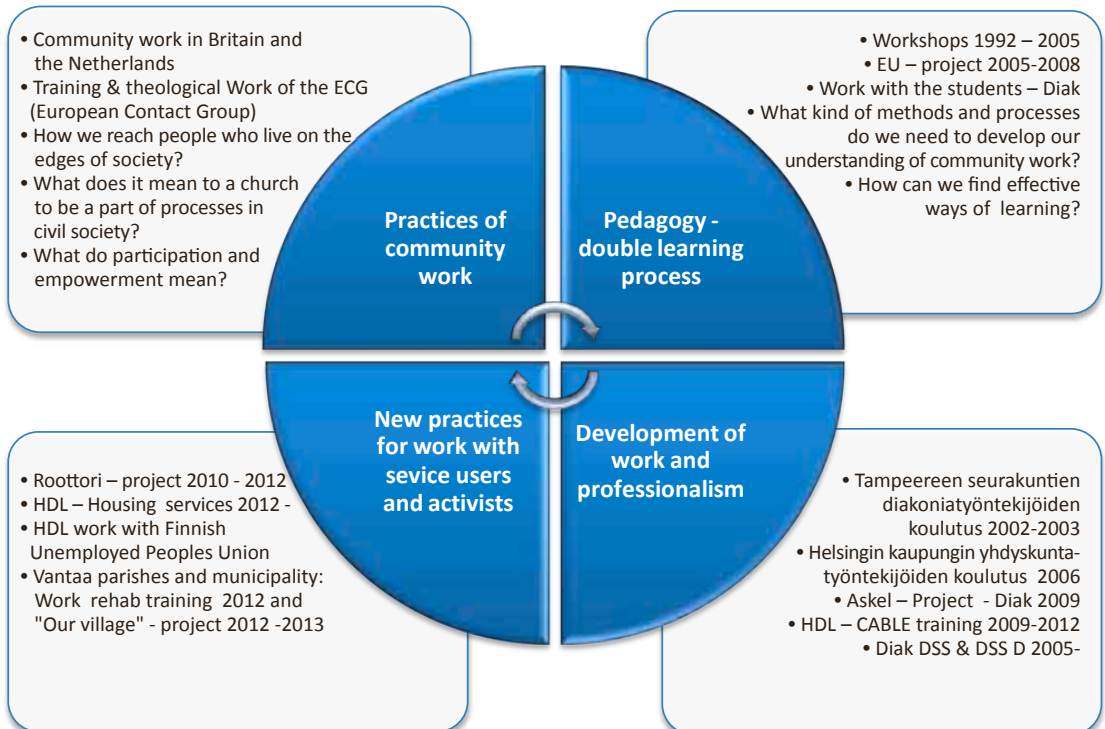 • Community work in Britain and
the Netherlands
• Training & theological Work of the ECG
(European Contact Group)
• How we reach people who live on the
edges of society?
• What does it mean to a church
to be a part of processes in
civil society?
• What do participation and
empowerment mean?
• Workshops 1992 – 2005
• EU – project 2005-2008
• Work with the students – Diak
• What kind of methods and processes
do we need to develop our
understanding of community work?
• How can we find effective
ways of learning?
Practices of
community
work
Pedagogy -
double learning
process
New practices
for work with
sevice users
and activists
Development of
work and
professionalism
• Roottori – project 2010 - 2012
• HDL – Housing services 2012 -
• HDL work with Finnish
Unemployed Peoples Union
• Vantaa parishes and municipality:
Work rehab training 2012 and
"Our village" - project 2012 -2013
• Tampereen seurakuntien
diakoniatyöntekijöiden
koulutus 2002-2003
• Helsingin kaupungin yhdyskunta-
työntekijöiden koulutus 2006
• Askel – Project - Diak 2009
• HDL – CABLE training 2009-2012
• Diak DSS & DSS D 2005-